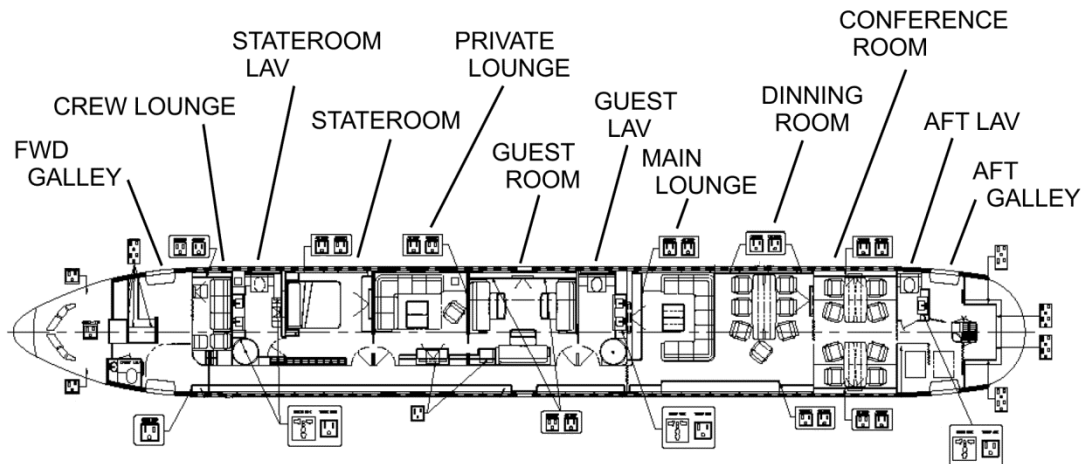 CONFERENCE
ROOM
STATEROOM
LAV
PRIVATE
LOUNGE
CREW LOUNGE
STATEROOM
GUEST
LAV
DINNING
ROOM
AFT LAV
FWD
GALLEY
GUEST
ROOM
MAIN
LOUNGE
AFT
GALLEY